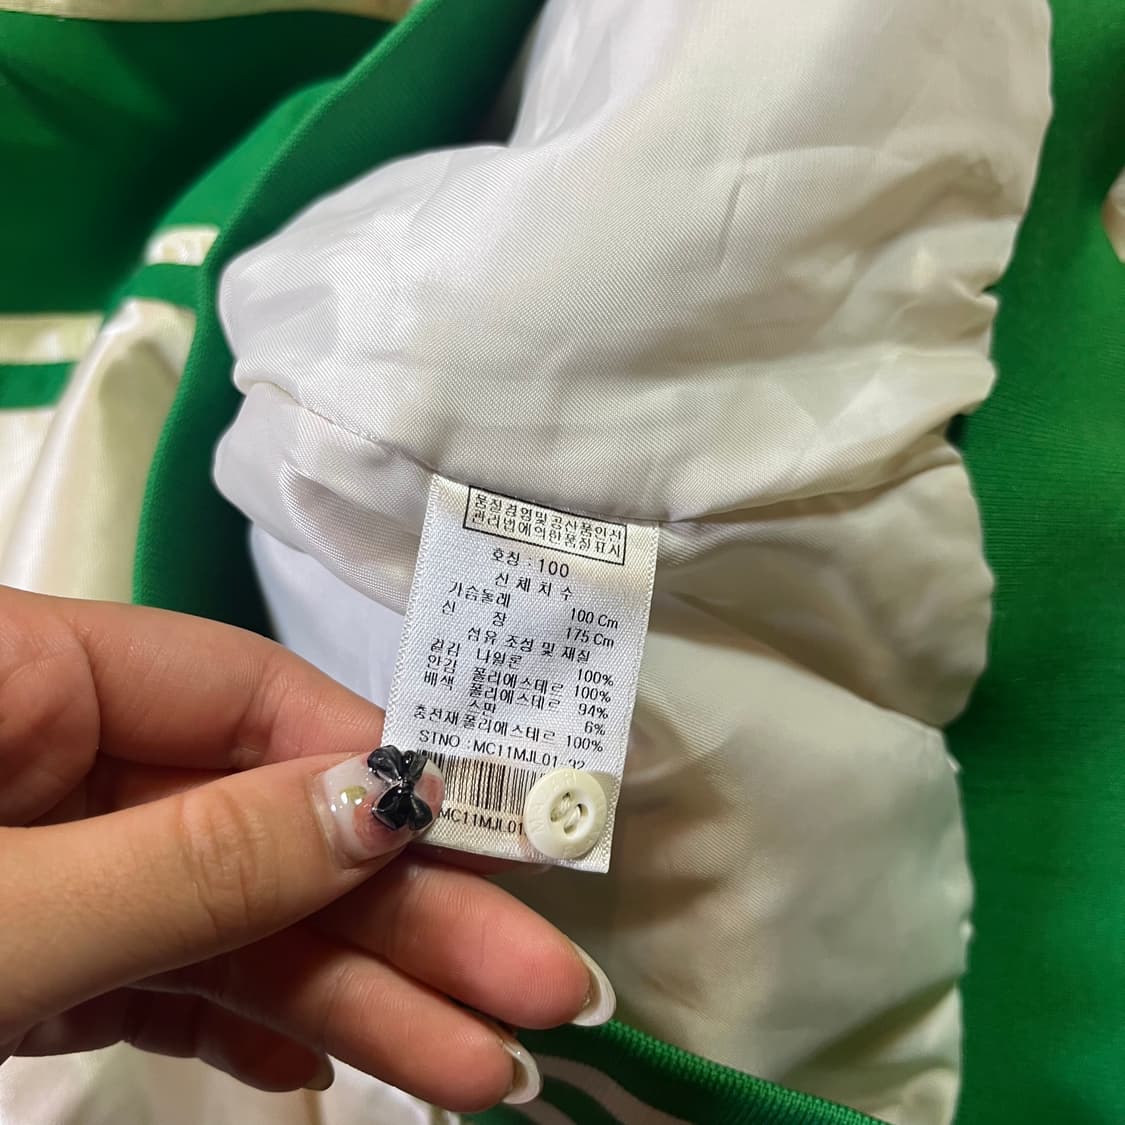 품질경영및공산품안전
관리법에의한품질표시
호칭 : 100
신 체 치 수
가슴둘레 100 Cm
신 장 175 Cm
섬유 조성 및 재질
겉감 나일론 100%
안감 폴리에스테르 100%
배색 폴리에스테르 94%
스판 6%
충전재 폴리에스테르 100%
STNO : MC11MJL01-92
MC11MJL01